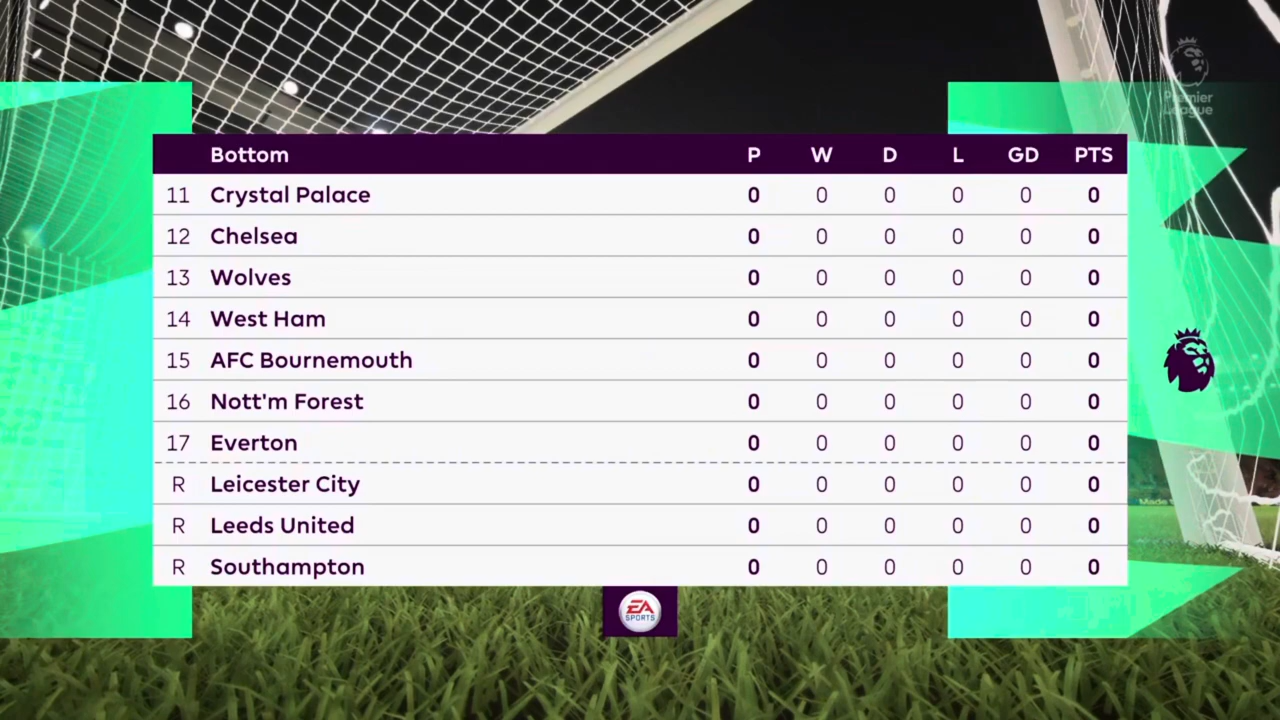 Premier
League
Bottom P W D L GD PTS
11 Crystal Palace 0 0 0 0 0 0
12 Chelsea 0 0 0 0 0 0
13 Wolves 0 0 0 0 0 0
14 West Ham 0 0 0 0 0 0
15 AFC Bournemouth 0 0 0 0 0 0
16 Nott'm Forest 0 0 0 0 0 0
17 Everton 0 0 0 0 0 0
R Leicester City 0 0 0 0 0 0
R Leeds United 0 0 0 0 0 0
R Southampton 0 0 0 0 0 0
EA
SPORTS